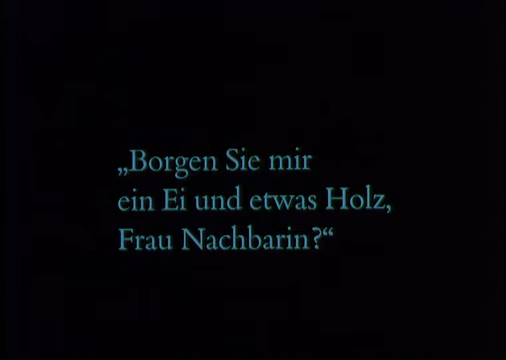 „Borgen Sie mir
ein Ei und etwas Holz,
Frau Nachbarin?“